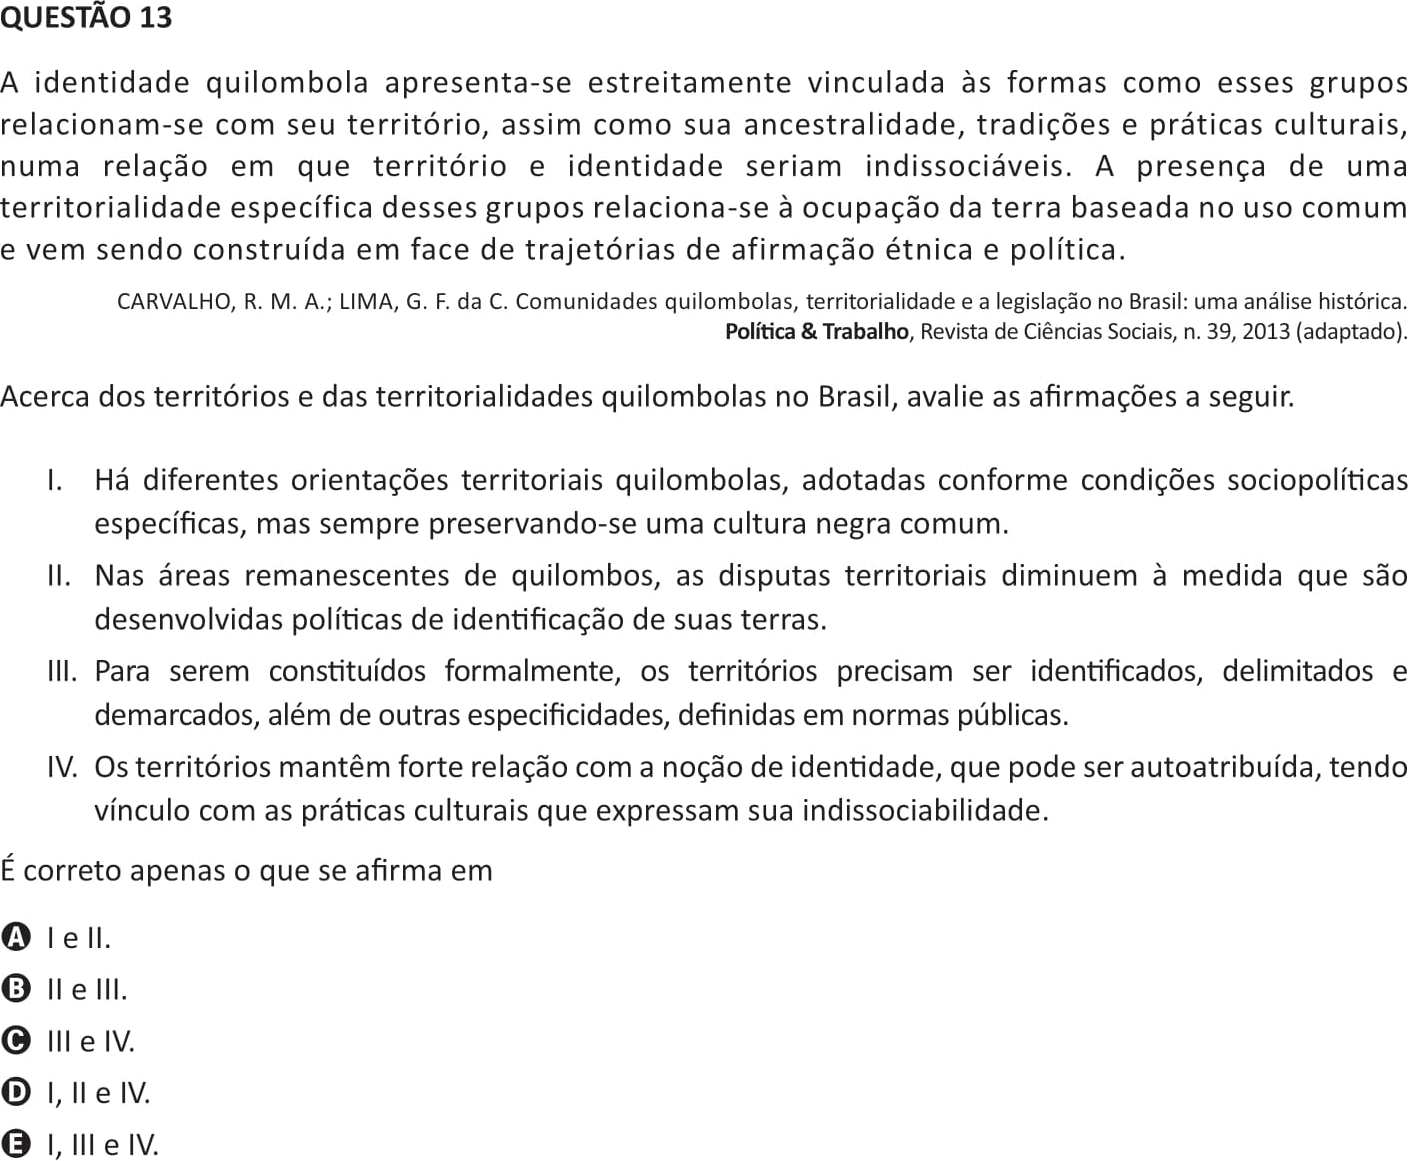 QUESTÃO 13
A identidade quilombola apresenta-se estreitamente vinculada às formas como esses grupos
relacionam-se com seu território, assim como sua ancestralidade, tradições e práticas culturais,
numa relação em que território e identidade seriam indissociáveis. A presença de uma
territorialidade específica desses grupos relaciona-se à ocupação da terra baseada no uso comum
e vem sendo construída em face de trajetórias de afirmação étnica e política.
CARVALHO, R. M. A.; LIMA, G. F. da C. Comunidades quilombolas, territorialidade e a legislação no Brasil: uma análise histórica.
Política & Trabalho, Revista de Ciências Sociais, n. 39, 2013 (adaptado).
Acerca dos territórios e das territorialidades quilombolas no Brasil, avalie as afirmações a seguir.
I. Há diferentes orientações territoriais quilombolas, adotadas conforme condições sociopolíticas
específicas, mas sempre preservando-se uma cultura negra comum.
II. Nas áreas remanescentes de quilombos, as disputas territoriais diminuem à medida que são
desenvolvidas políticas de identificação de suas terras.
III. Para serem constituídos formalmente, os territórios precisam ser identificados, delimitados e
demarcados, além de outras especificidades, definidas em normas públicas.
IV. Os territórios mantêm forte relação com a noção de identidade, que pode ser autoatribuída, tendo
vínculo com as práticas culturais que expressam sua indissociabilidade.
É correto apenas o que se afirma em
A I e II.
B II e III.
C III e IV.
D I, II e IV.
E I, III e IV.